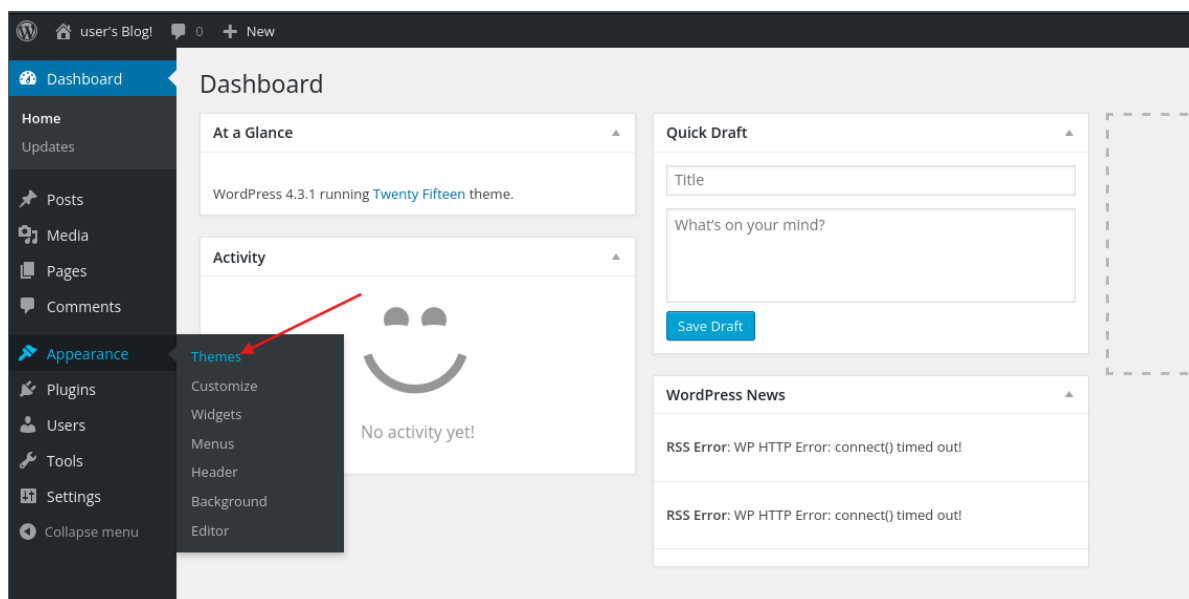 user's Blog! 0 + New
Dashboard
Home
Updates
Posts
Media
Pages
Comments
Appearance
Plugins
Users
Tools
Settings
Collapse menu
Themes
Customize
Widgets
Menus
Header
Background
Editor
Dashboard
At a Glance
WordPress 4.3.1 running Twenty Fifteen theme.
Activity
No activity yet!
Quick Draft
Title
What's on your mind?
Save Draft
WordPress News
RSS Error: WP HTTP Error: connect() timed out!
RSS Error: WP HTTP Error: connect() timed out!